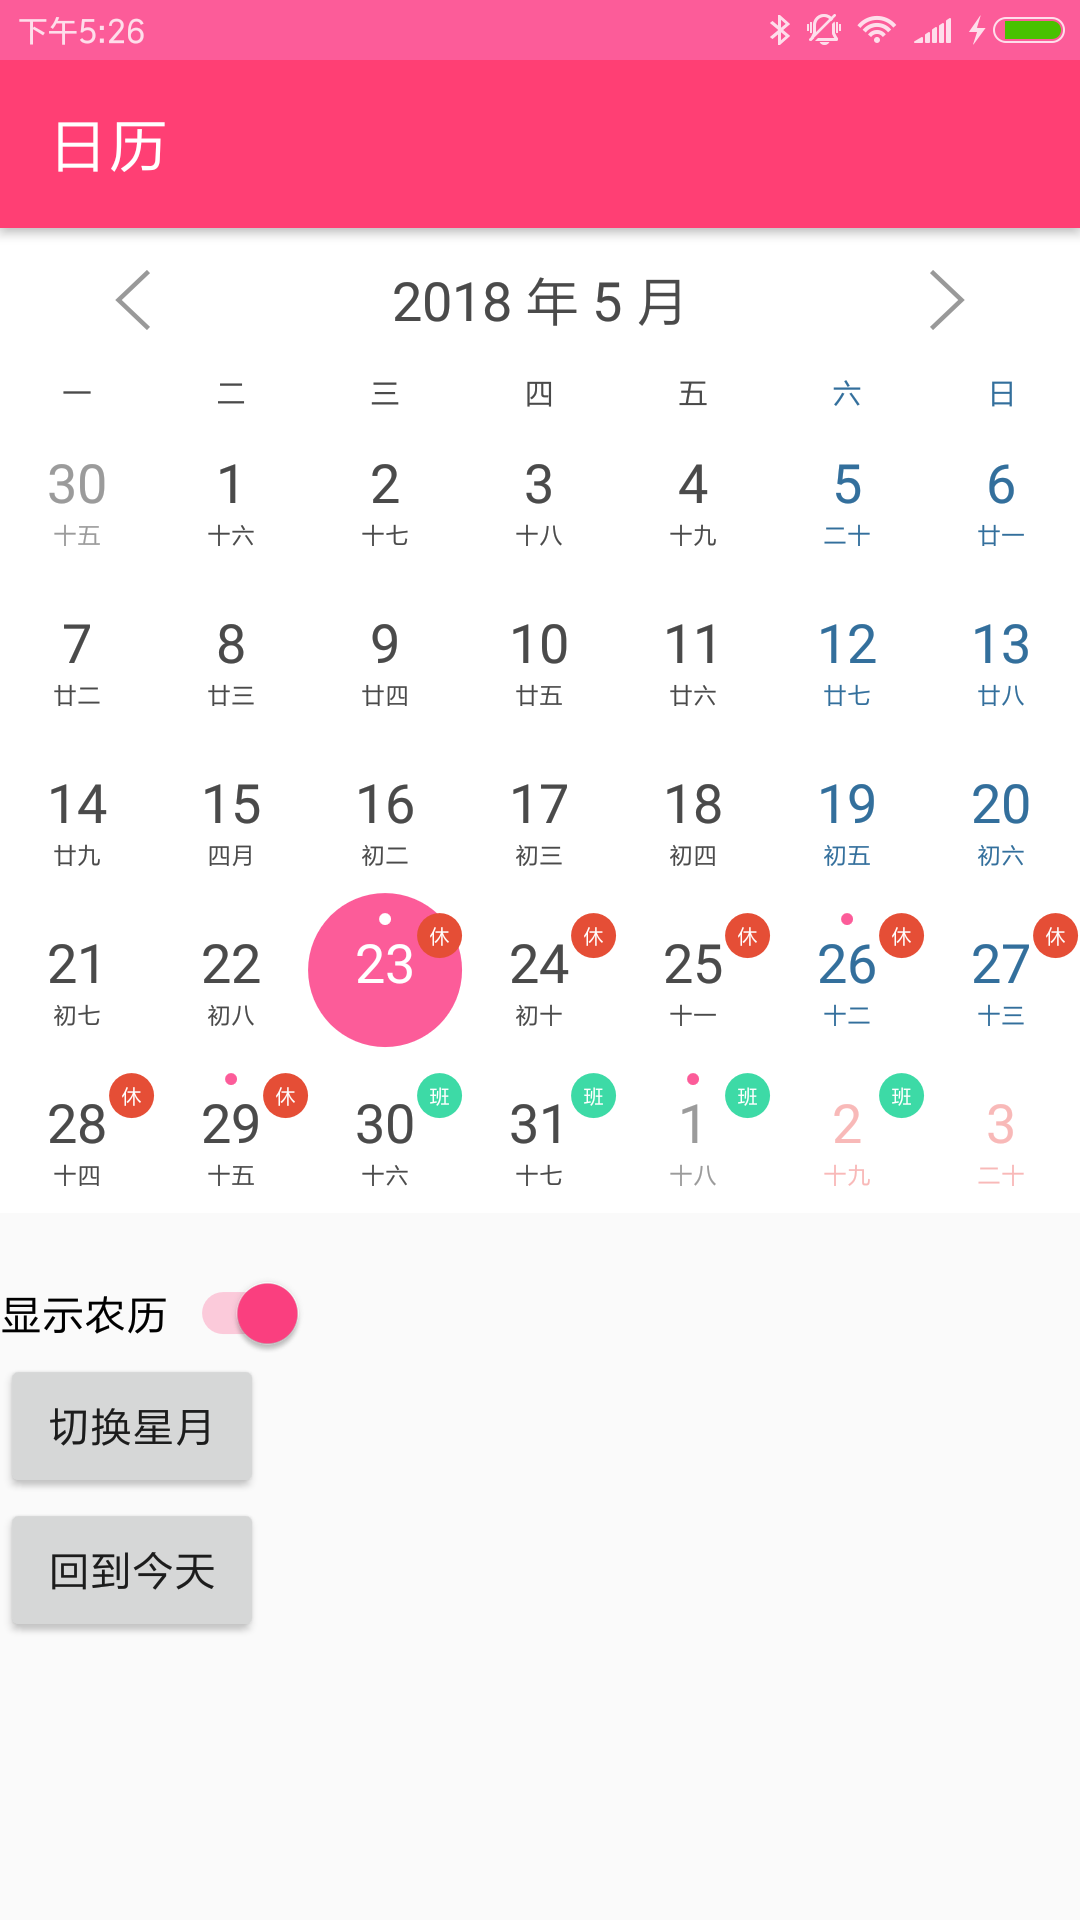 下午5:26
日历
2018 年 5 月
一 二 三 四 五 六 日
30 1 2 3 4 5 6
十五 十六 十七 十八 十九 二十 廿一
7 8 9 10 11 12 13
廿二 廿三 廿四 廿五 廿六 廿七 廿八
14 15 16 17 18 19 20
廿九 四月 初二 初三 初四 初五 初六
休 休 休 休 休
21 22 23 24 25 26 27
初七 初八 初十 十一 十二 十三
休 休 班 班 班 班
28 29 30 31 1 2 3
十四 十五 十六 十七 十八 十九 二十
显示农历
切换星月
回到今天